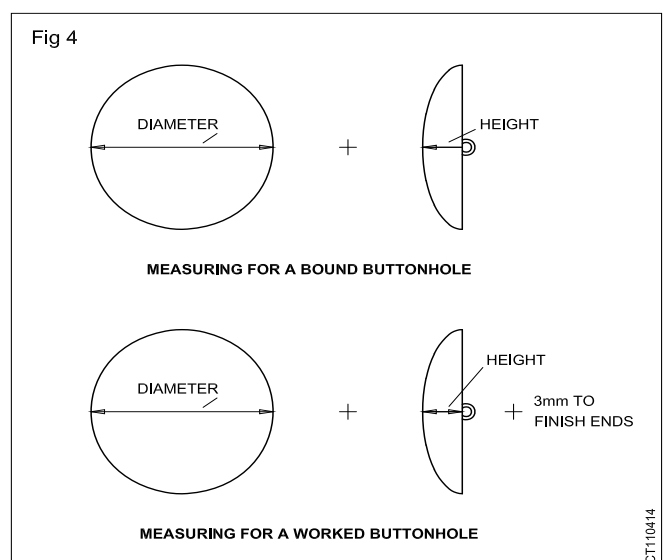 Fig 4
DIAMETER
+
HEIGHT
MEASURING FOR A BOUND BUTTONHOLE
DIAMETER
+
HEIGHT
+ 3mm TO
FINISH ENDS
MEASURING FOR A WORKED BUTTONHOLE
CT110414